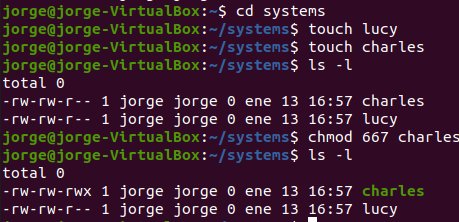 jorge@jorge-VirtualBox:~$ cd systems
jorge@jorge-VirtualBox:~/systems$ touch lucy
jorge@jorge-VirtualBox:~/systems$ touch charles
jorge@jorge-VirtualBox:~/systems$ ls -l
total 0
-rw-rw-r-- 1 jorge jorge 0 ene 13 16:57 charles
-rw-rw-r-- 1 jorge jorge 0 ene 13 16:57 lucy
jorge@jorge-VirtualBox:~/systems$ chmod 667 charles
jorge@jorge-VirtualBox:~/systems$ ls -l
total 0
-rw-rw-rwx 1 jorge jorge 0 ene 13 16:57 charles
-rw-rw-r-- 1 jorge jorge 0 ene 13 16:57 lucy